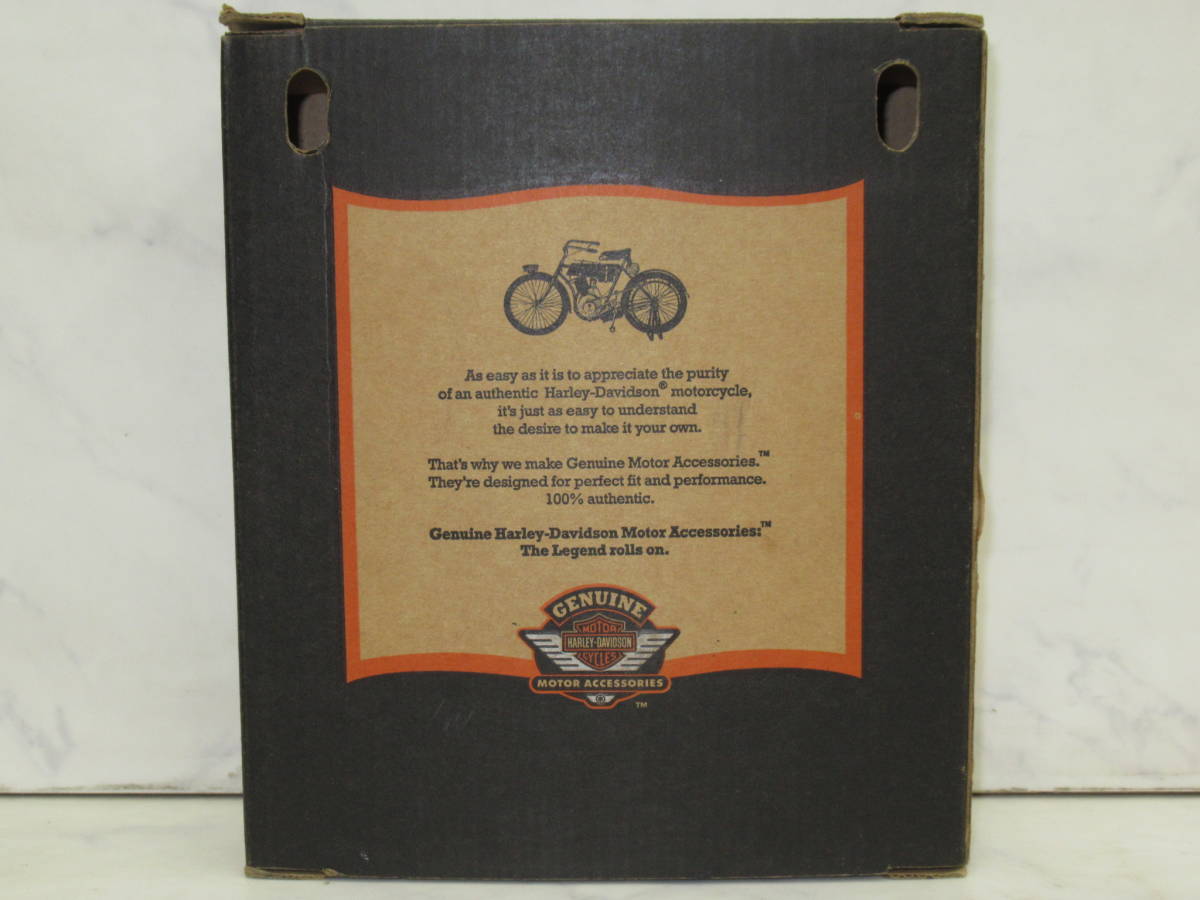 As easy as it is to appreciate the purity
of an authentic Harley-Davidson® motorcycle,
it's just as easy to understand
the desire to make it your own.
That's why we make Genuine Motor Accessories.™
They're designed for perfect fit and performance.
100% authentic.
Genuine Harley-Davidson Motor Accessories:™
The Legend rolls on.
GENUINE
MOTOR
HARLEY-DAVIDSON
CYCLES
MOTOR ACCESSORIES
™